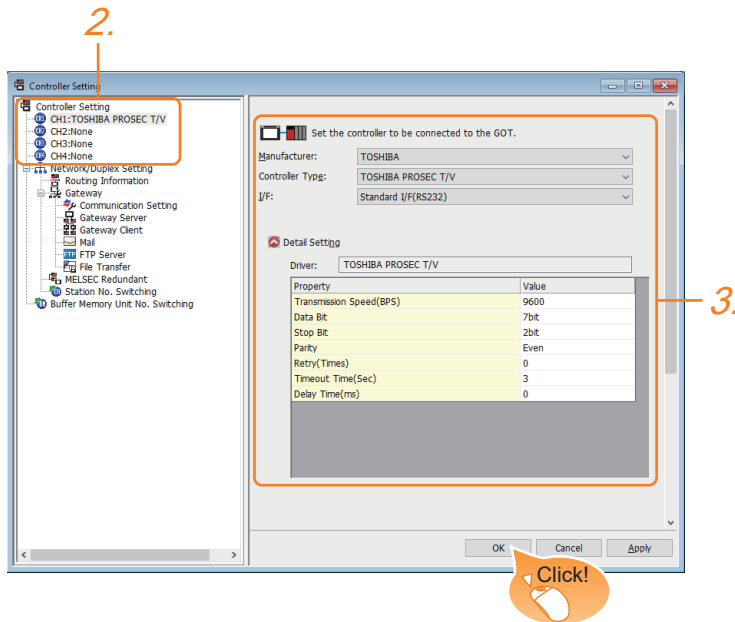 2.
Controller Setting
Controller Setting
CH1:TOSHIBA PROSEC T/V
CH2:None
CH3:None
CH4:None
Network/Duplex Setting
Routing Information
Gateway
Communication Setting
Gateway Server
Gateway Client
Mail
FTP Server
File Transfer
MELSEC Redundant
Station No. Switching
Buffer Memory Unit No. Switching
Set the controller to be connected to the GOT.
Manufacturer: TOSHIBA
Controller Type: TOSHIBA PROSEC T/V
I/F: Standard I/F(RS232)
Detail Setting
Driver: TOSHIBA PROSEC T/V
Property Value
Transmission Speed(BPS) 9600
Data Bit 7bit
Stop Bit 2bit
Parity Even
Retry(Times) 0
Timeout Time(Sec) 3
Delay Time(ms) 0
3.
OK Cancel Apply
Click!